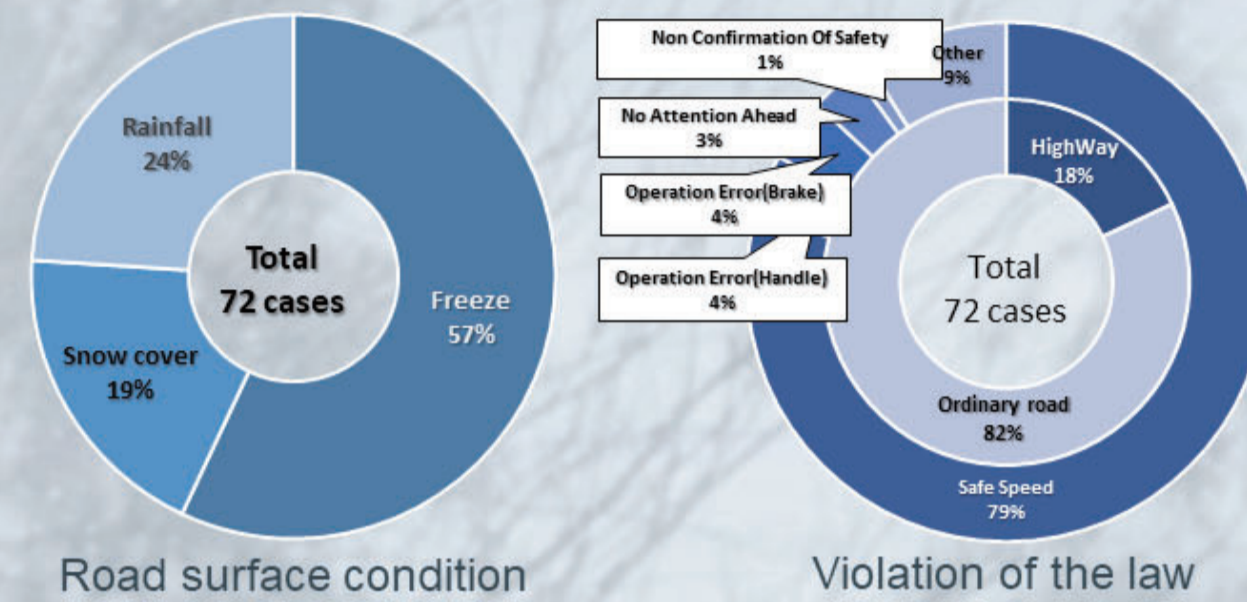 Rainfall
24%
Total
72 cases
Freeze
57%
Snow cover
19%
Road surface condition
Non Confirmation Of Safety
1%
Other
9%
No Attention Ahead
3%
Operation Error(Brake)
4%
Operation Error(Handle)
4%
HighWay
18%
Total
72 cases
Ordinary road
82%
Safe Speed
79%
Violation of the law